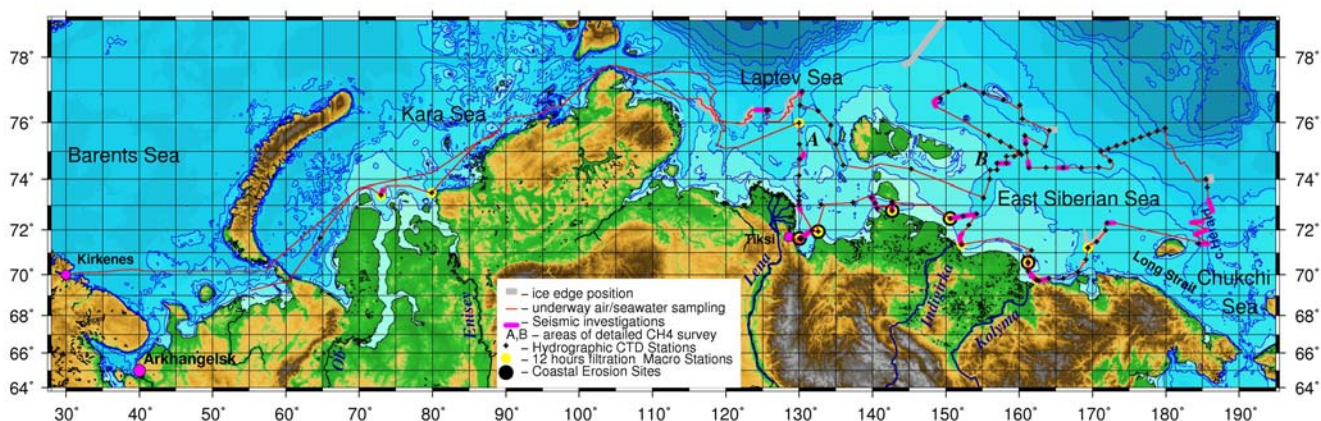 78° 78°
Laptev Sea
Kara Sea
76° 76°
A
Barents Sea
B
74° 74°
East Siberian Sea
72° 72°
Tiksi
Herald C
Kirkenes
Long Strait
Chukchi
Sea
70° 70°
Lena
Indigirka
Kolyma
Enisey
Ob
68° 68°
– ice edge position
– underway air/seawater sampling
– Seismic investigations
A,B – areas of detailed CH4 survey
– Hydrographic CTD Stations
– 12 hours filtration Macro Stations
– Coastal Erosion Sites
66° 66°
Arkhangelsk
64° 64°
30° 40° 50° 60° 70° 80° 90° 100° 110° 120° 130° 140° 150° 160° 170° 180° 190°